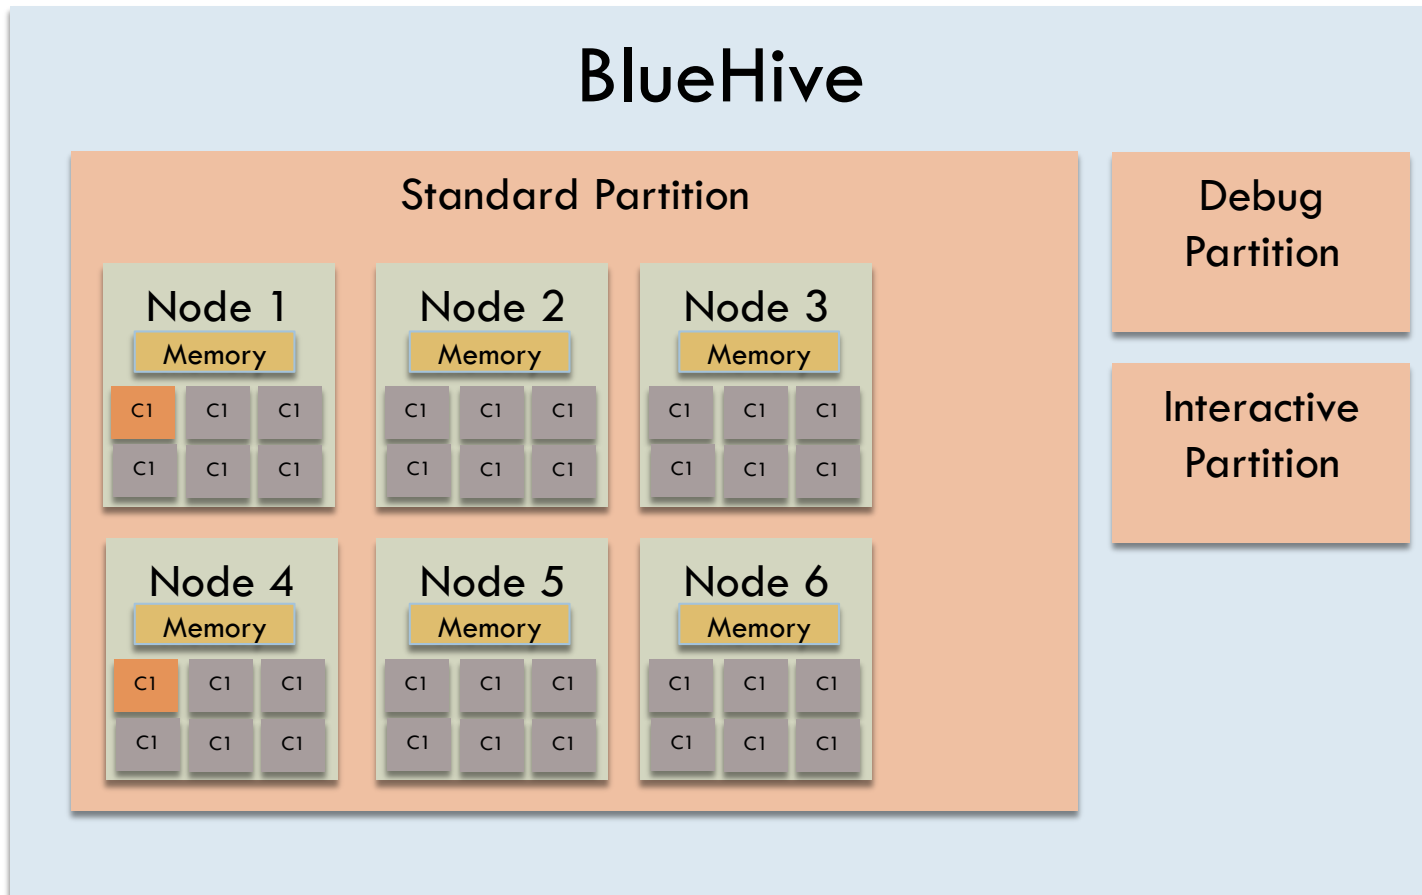 BlueHive
Standard Partition
Debug
Partition
Interactive
Partition
Node 1
Memory
C1 C1 C1
C1 C1 C1
Node 2
Memory
C1 C1 C1
C1 C1 C1
Node 3
Memory
C1 C1 C1
C1 C1 C1
Node 4
Memory
C1 C1 C1
C1 C1 C1
Node 5
Memory
C1 C1 C1
C1 C1 C1
Node 6
Memory
C1 C1 C1
C1 C1 C1